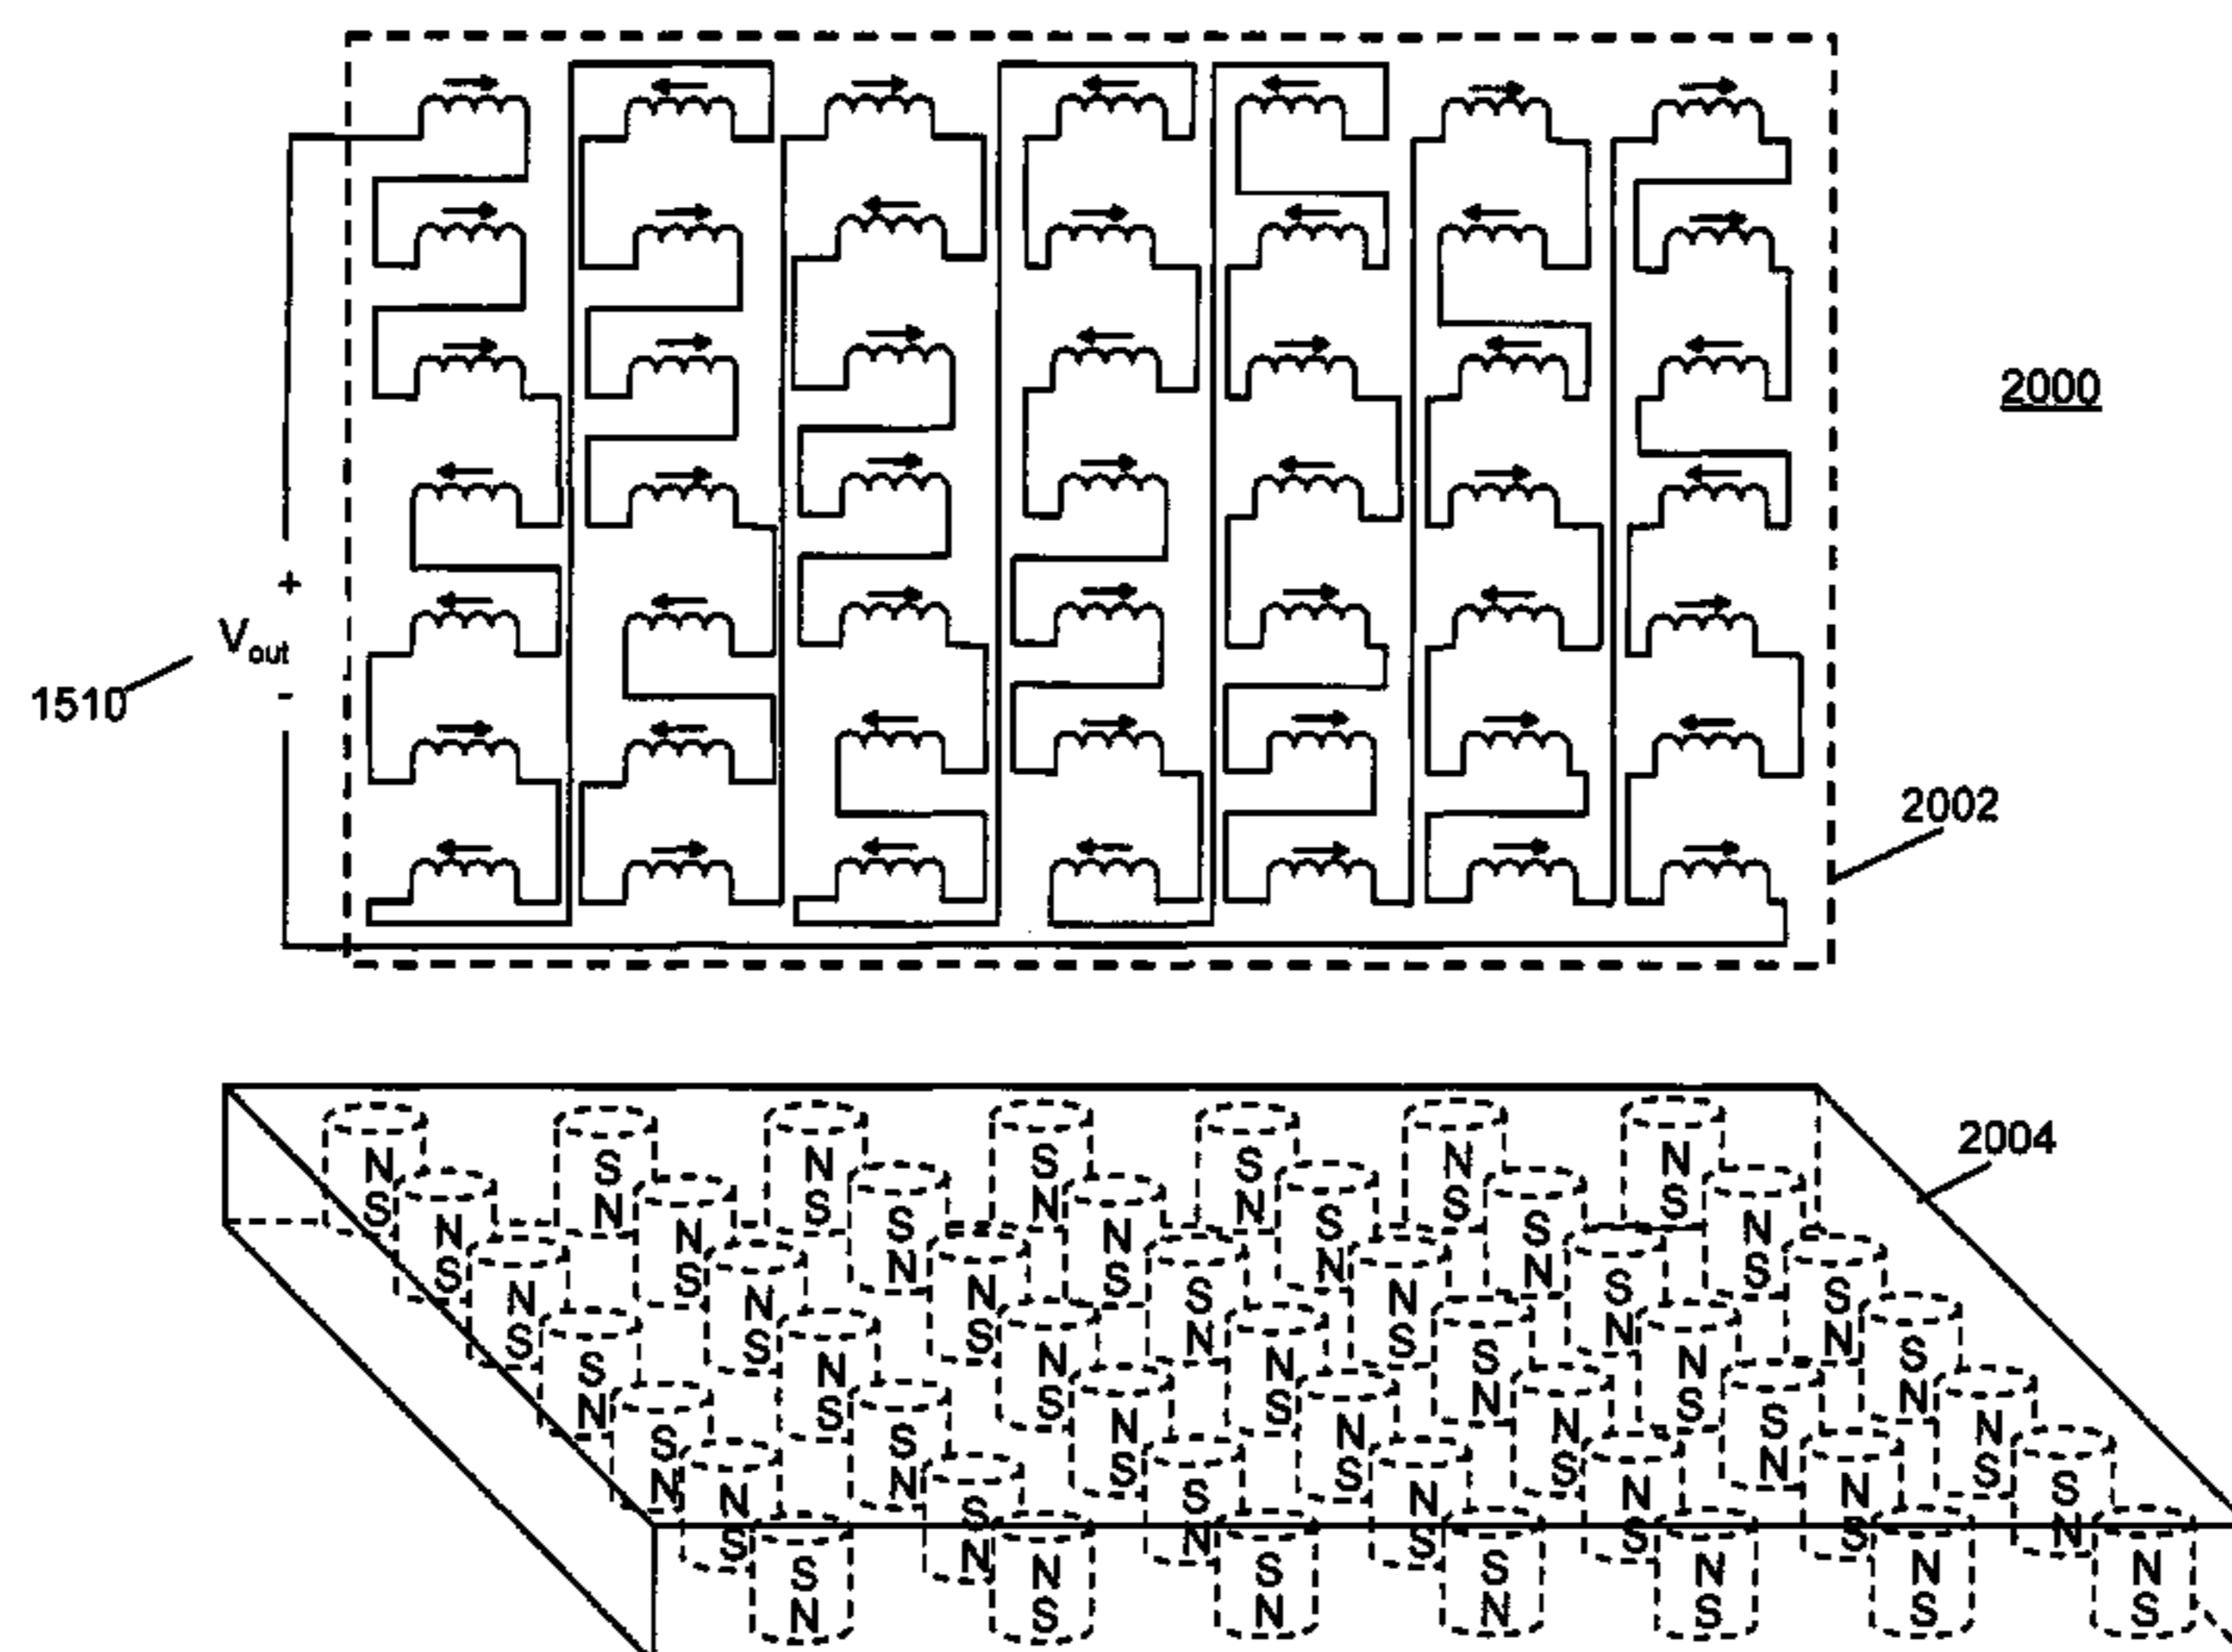 2000
+
Vout
-
1510
2002
2004
N S N S S N N
S N S N N S S
N N S N S S N
S S N S N N S
N N N S N S S
S S S N S N N
S N N N S N S
N S S S N S N
S S N N N S N
N N S S S N S
N S S N N N S
S N N S S S N
S N S S N N N
N S N N S S S